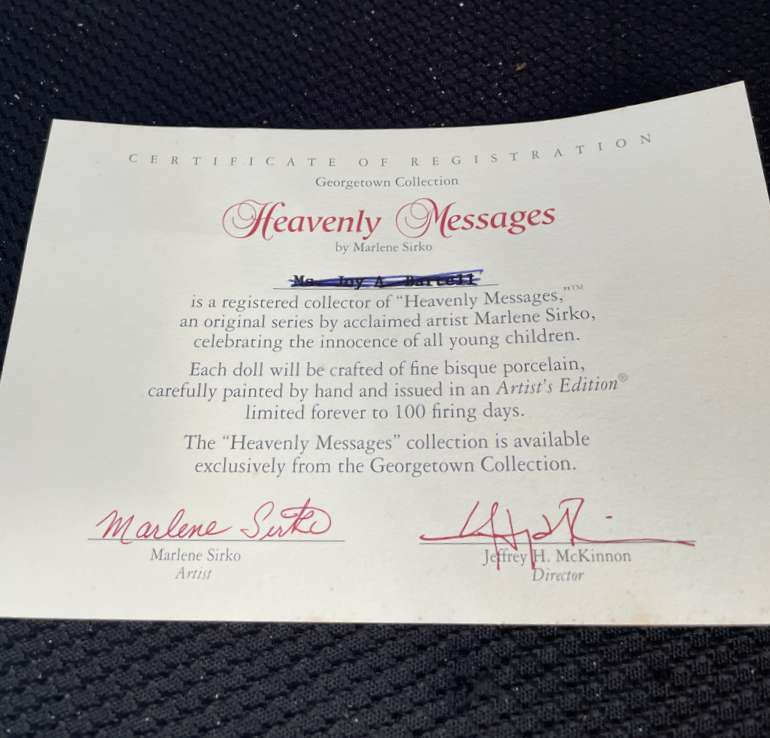 CERTIFICATE OF REGISTRATION
Georgetown Collection
Heavenly Messages
by Marlene Sirko
Ms. Joy A Bartell
is a registered collector of “Heavenly Messages,”™
an original series by acclaimed artist Marlene Sirko,
celebrating the innocence of all young children.
Each doll will be crafted of fine bisque porcelain,
carefully painted by hand and issued in an Artist's Edition®
limited forever to 100 firing days.
The “Heavenly Messages” collection is available
exclusively from the Georgetown Collection.
Marlene Sirko
Marlene Sirko
Jeffrey H. McKinnon
Artist
Director